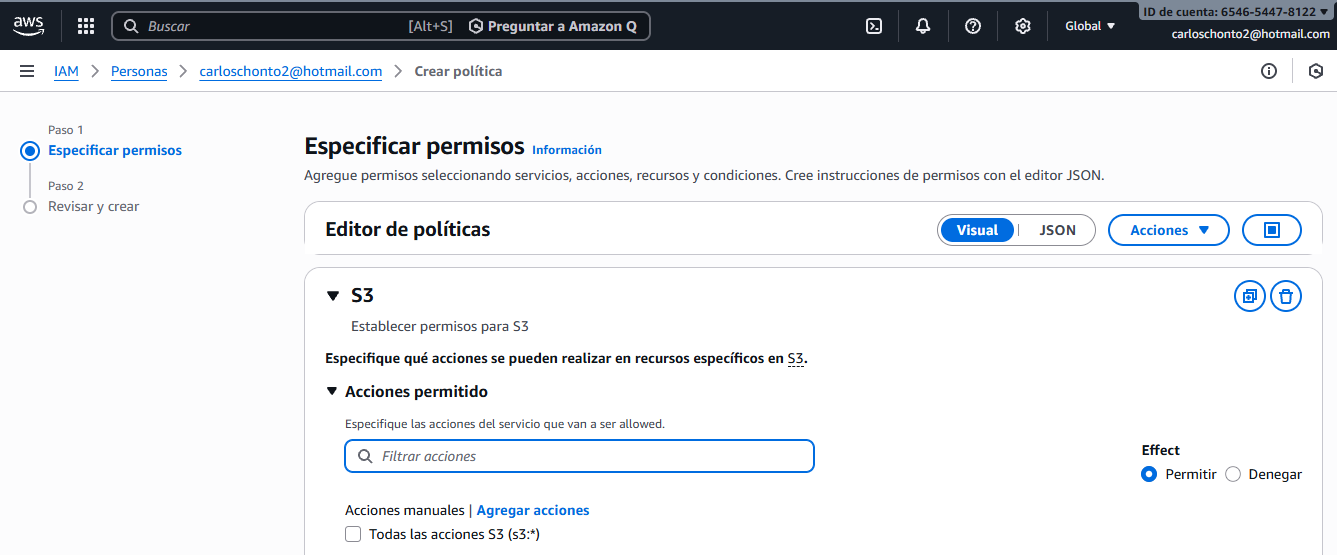 aws
Buscar [Alt+S] Preguntar a Amazon Q
Global
ID de cuenta: 6546-5447-8122
carloschonto2@hotmail.com
IAM > Personas > carloschonto2@hotmail.com > Crear política
Paso 1
Especificar permisos
Paso 2
Revisar y crear
Especificar permisos Información
Agregue permisos seleccionando servicios, acciones, recursos y condiciones. Cree instrucciones de permisos con el editor JSON.
Editor de políticas
Visual | JSON
Acciones
S3
Establecer permisos para S3
Especifique qué acciones se pueden realizar en recursos específicos en S3.
Acciones permitido
Especifique las acciones del servicio que van a ser allowed.
Filtrar acciones
Effect
Permitir Denegar
Acciones manuales | Agregar acciones
Todas las acciones S3 (s3:*)